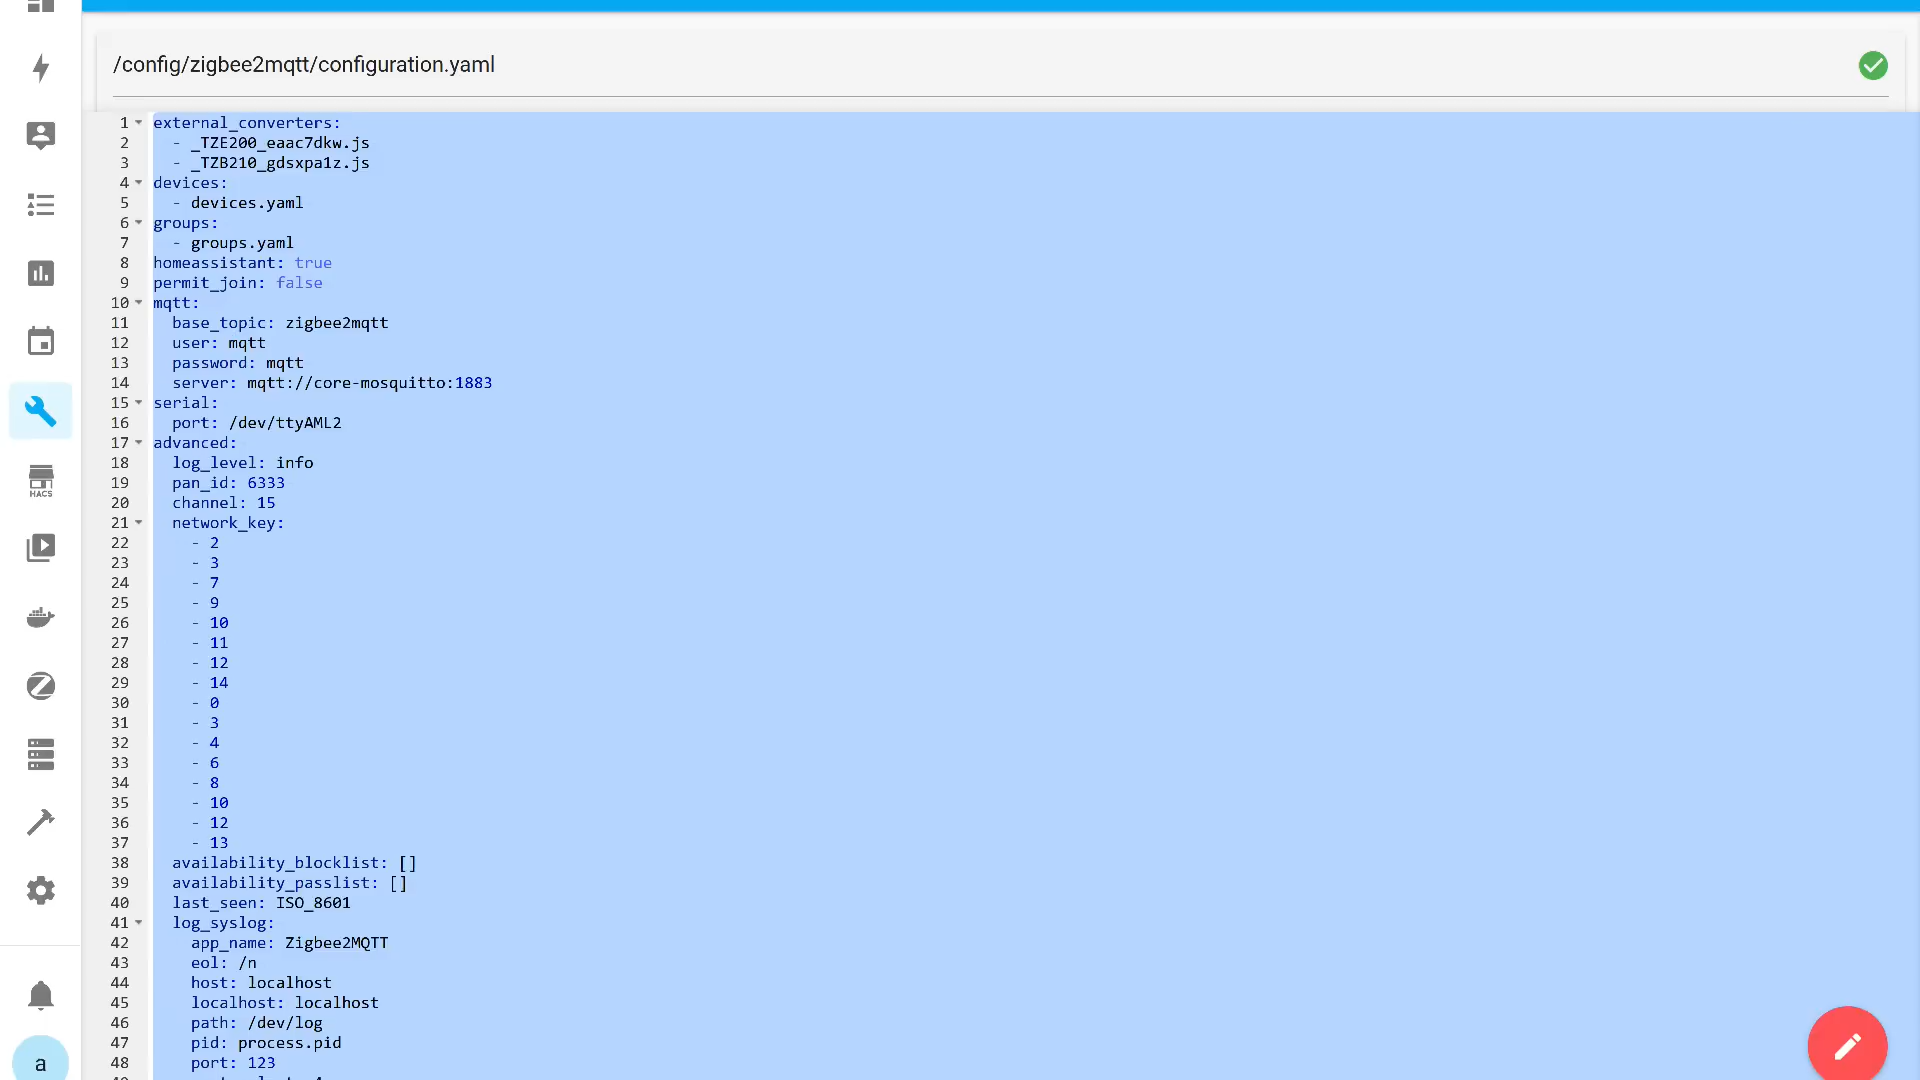 /config/zigbee2mqtt/configuration.yaml
1 external_converters:
2   - _TZE200_eaac7dkw.js
3   - _TZB210_gdsxpa1z.js
4 devices:
5   - devices.yaml
6 groups:
7   - groups.yaml
8 homeassistant: true
9 permit_join: false
10 mqtt:
11   base_topic: zigbee2mqtt
12   user: mqtt
13   password: mqtt
14   server: mqtt://core-mosquitto:1883
15 serial:
16   port: /dev/ttyAML2
17 advanced:
18   log_level: info
19   pan_id: 6333
20   channel: 15
21   network_key:
22     - 2
23     - 3
24     - 7
25     - 9
26     - 10
27     - 11
28     - 12
29     - 14
30     - 0
31     - 3
32     - 4
33     - 6
34     - 8
35     - 10
36     - 12
37     - 13
38   availability_blocklist: []
39   availability_passlist: []
40   last_seen: ISO_8601
41   log_syslog:
42     app_name: Zigbee2MQTT
43     eol: /n
44     host: localhost
45     localhost: localhost
46     path: /dev/log
47     pid: process.pid
48     port: 123
HACS
a